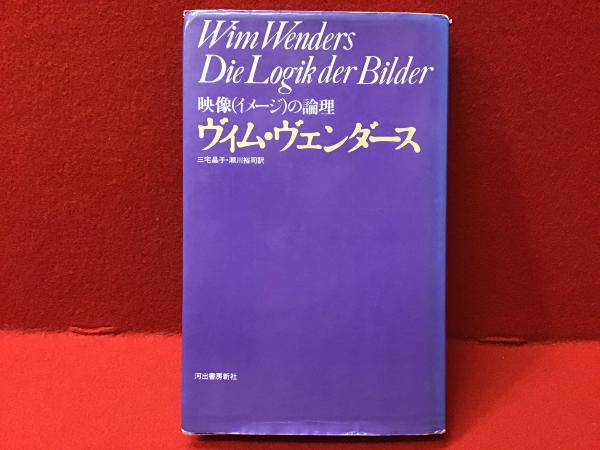 Wim Wenders
Die Logik der Bilder
映像(イメージ)の論理
ヴィム・ヴェンダース
三宅晶子・瀬川裕司訳
河出書房新社